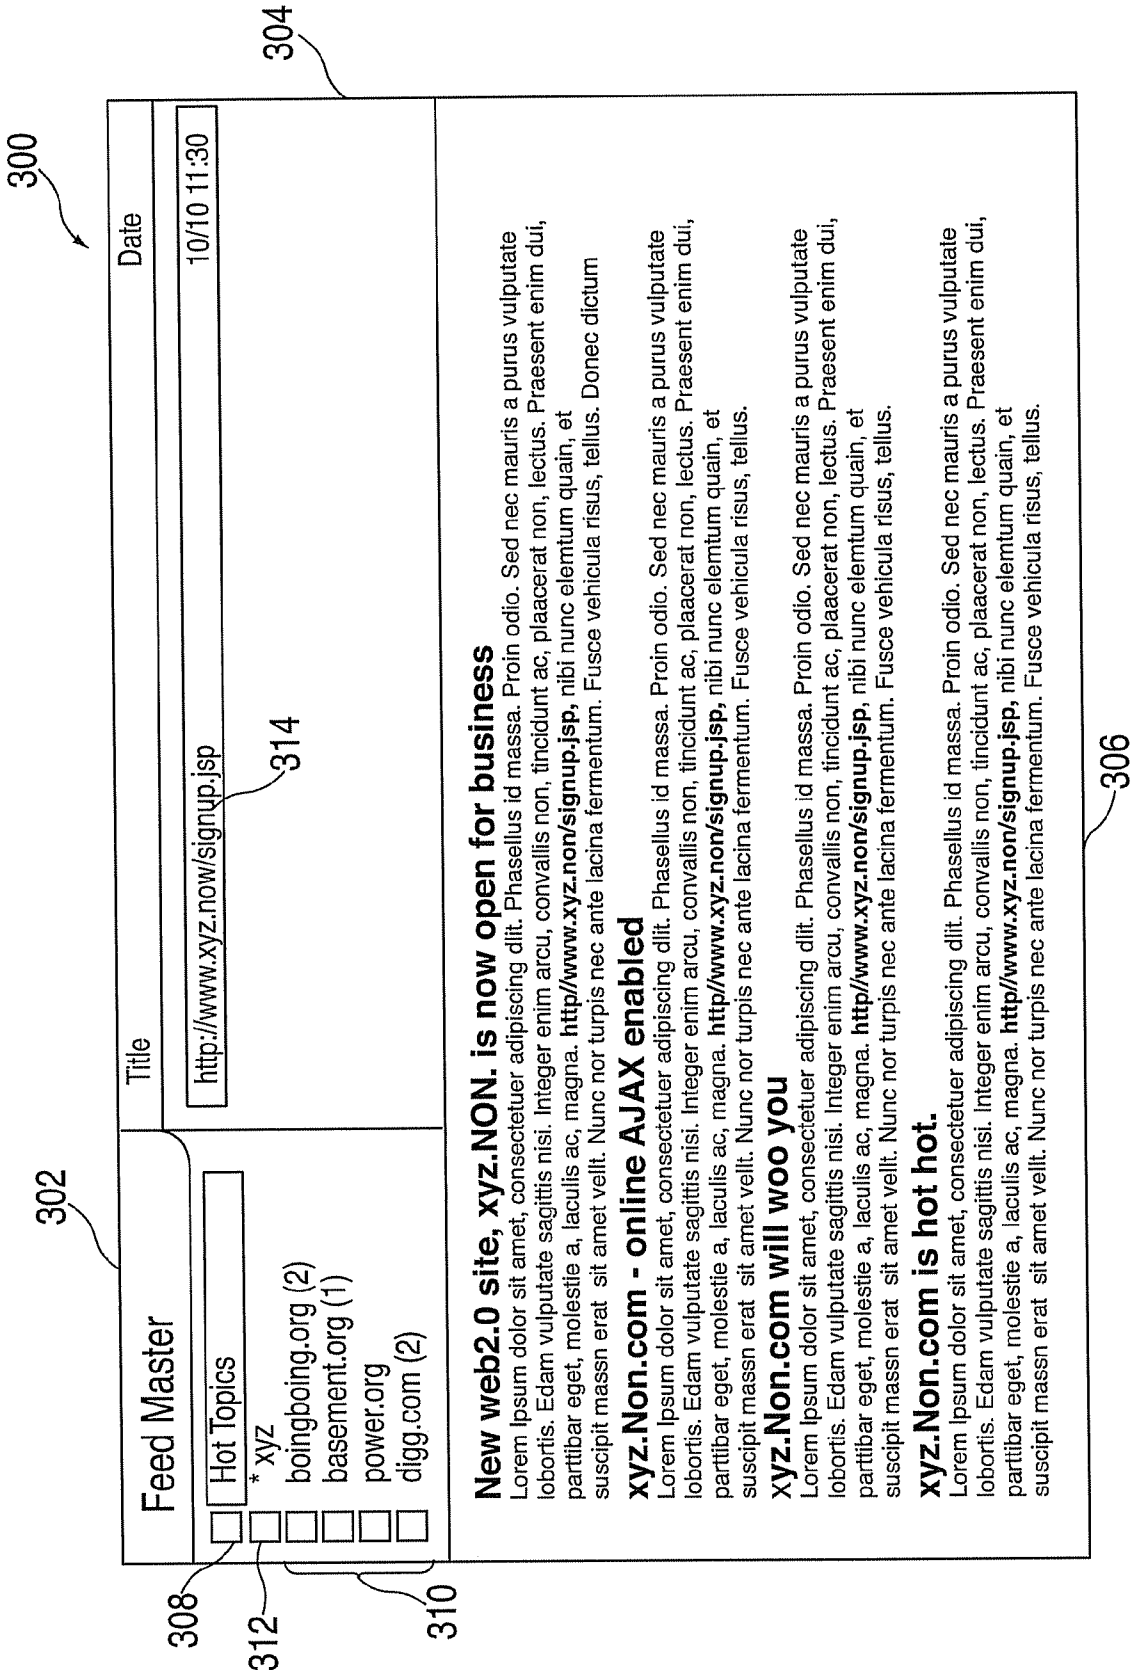 300
302
304
Feed Master
Title
Date
308
Hot Topics
http://www.xyz.now/signup.jsp
10/10 11:30
312
* xyz
314
310
boingboing.org (2)
basement.org (1)
power.org
digg.com (2)
New web2.0 site, xyz.NON. is now open for business
Lorem Ipsum dolor sit amet, consectetuer adipiscing dlit. Phasellus id massa. Proin odio. Sed nec mauris a purus vulputate
lobortis. Edam vulputate sagittis nisi. Integer enim arcu, convallis non, tincidunt ac, plaacerat non, lectus. Praesent enim dui,
parttibar eget, molestie a, laculis ac, magna. http//www.xyz.non/signup.jsp, nibi nunc elemtum quain, et
suscipit massn erat  sit amet vellt. Nunc nor turpis nec ante lacina fermentum. Fusce vehicula risus, tellus. Donec dictum
xyz.Non.com - online AJAX enabled
Lorem Ipsum dolor sit amet, consectetuer adipiscing dlit. Phasellus id massa. Proin odio. Sed nec mauris a purus vulputate
lobortis. Edam vulputate sagittis nisi. Integer enim arcu, convallis non, tincidunt ac, plaacerat non, lectus. Praesent enim dui,
parttibar eget, molestie a, laculis ac, magna. http//www.xyz.non/signup.jsp, nibi nunc elemtum quain, et
suscipit massn erat  sit amet vellt. Nunc nor turpis nec ante lacina fermentum. Fusce vehicula risus, tellus.
xyz.Non.com will woo you
Lorem Ipsum dolor sit amet, consectetuer adipiscing dlit. Phasellus id massa. Proin odio. Sed nec mauris a purus vulputate
lobortis. Edam vulputate sagittis nisi. Integer enim arcu, convallis non, tincidunt ac, plaacerat non, lectus. Praesent enim dui,
parttibar eget, molestie a, laculis ac, magna. http//www.xyz.non/signup.jsp, nibi nunc elemtum quain, et
suscipit massn erat  sit amet vellt. Nunc nor turpis nec ante lacina fermentum. Fusce vehicula risus, tellus.
xyz.Non.com is hot hot.
Lorem Ipsum dolor sit amet, consectetuer adipiscing dlit. Phasellus id massa. Proin odio. Sed nec mauris a purus vulputate
lobortis. Edam vulputate sagittis nisi. Integer enim arcu, convallis non, tincidunt ac, plaacerat non, lectus. Praesent enim dui,
parttibar eget, molestie a, laculis ac, magna. http//www.xyz.non/signup.jsp, nibi nunc elemtum quain, et
suscipit massn erat  sit amet vellt. Nunc nor turpis nec ante lacina fermentum. Fusce vehicula risus, tellus.
306